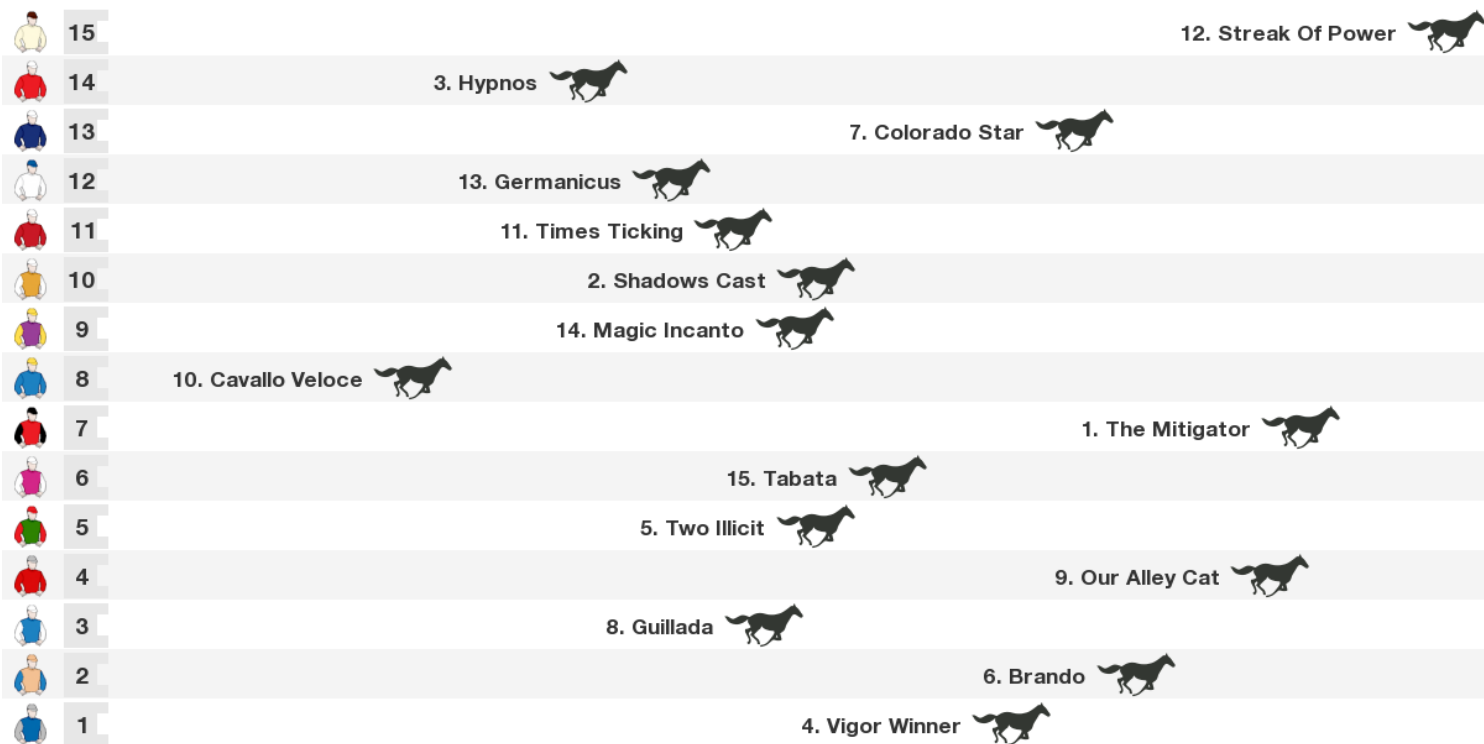 15 12. Streak Of Power
14 3. Hypnos
13 7. Colorado Star
12 13. Germanicus
11 11. Times Ticking
10 2. Shadows Cast
9 14. Magic Incanto
8 10. Cavallo Veloce
7 1. The Mitigator
6 15. Tabata
5 5. Two Illicit
4 9. Our Alley Cat
3 8. Guillada
2 6. Brando
1 4. Vigor Winner